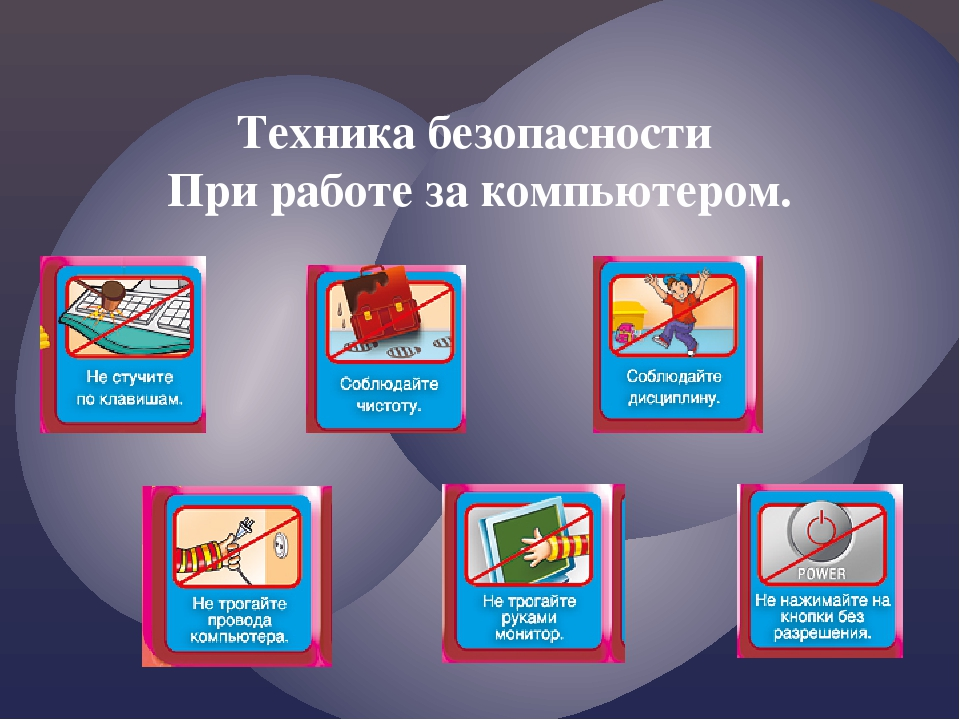 Техника безопасности
При работе за компьютером.
Не стучите
по клавишам.
Соблюдайте
чистоту.
Соблюдайте
дисциплину.
Не трогайте
провода
компьютера.
Не трогайте
руками
монитор.
POWER
Не нажимайте на
кнопки без
разрешения.